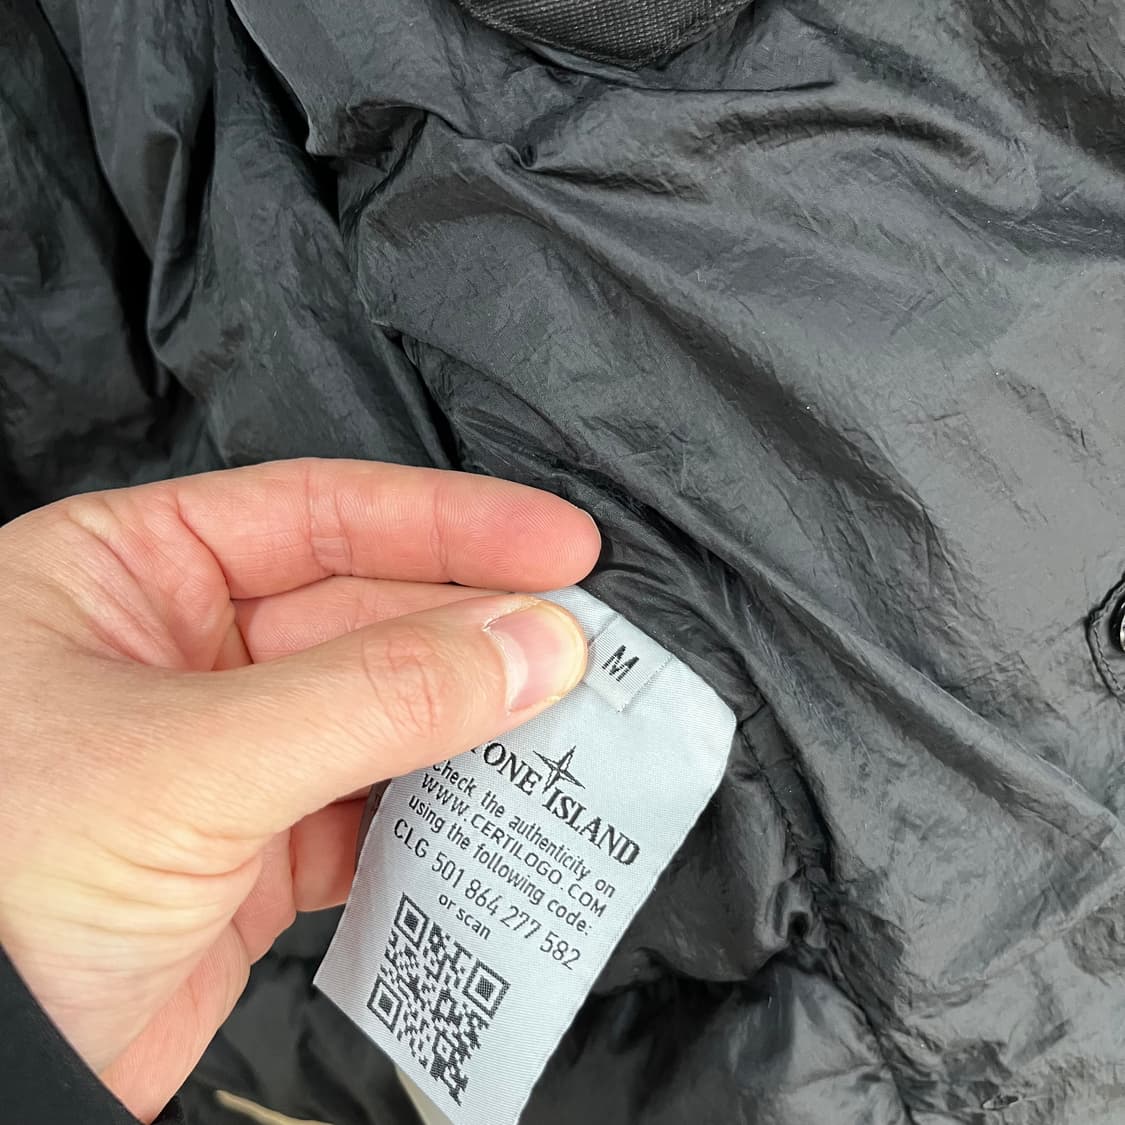 M
TONE ISLAND
Check the authenticity on
WWW.CERTILOGO.COM
using the following code:
CLG 501 864 277 582
or scan